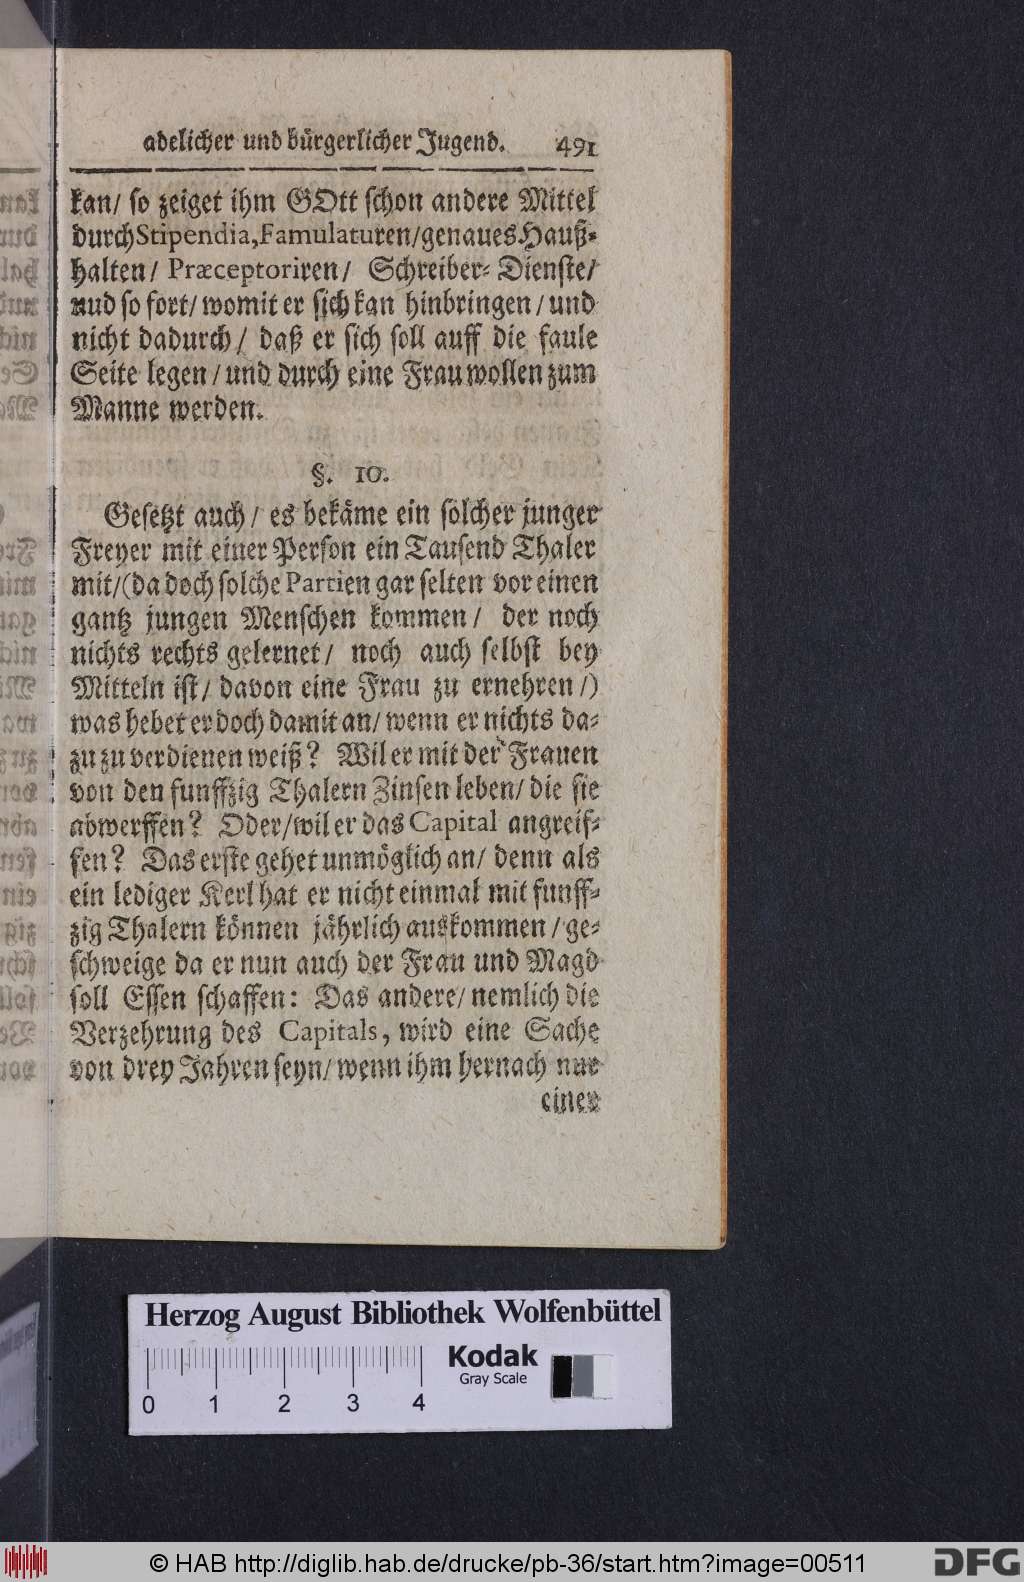 adelicher und bürgerlicher Jugend. 491
kan/ so zeiget ihm GOtt schon andere Mittel
durch Stipendia, Famulaturen/ genaues Hauß-
halten/ Præceptoriren/ Schreiber-Dienste/
nud so fort/ womit er sich kan hinbringen/ und
nicht dadurch/ daß er sich soll auff die faule
Seite legen/ und durch eine Frau wollen zum
Manne werden.
§. 10.
Gesetzt auch/ es bekäme ein solcher junger
Freyer mit einer Person ein Tausend Thaler
mit/ (da doch solche Partien gar selten vor einen
gantz jungen Menschen kommen/ der noch
nichts rechts gelernet/ noch auch selbst bey
Mitteln ist/ davon eine Frau zu ernehren/)
was hebet er doch damit an/ wenn er nichts da-
zu zu verdienen weiß? Wil er mit der Frauen
von den funffzig Thalern Zinsen leben/ die sie
abwerffen? Oder/ wil er das Capital angreif-
fen? Das erste gehet unmöglich an/ denn als
ein lediger Kerl hat er nicht einmal mit funff-
zig Thalern können jährlich auskommen/ ge-
schweige da er nun auch der Frau und Magd
soll Essen schaffen: Das andere/ nemlich die
Verzehrung des Capitals, wird eine Sache
von drey Jahren seyn/ wenn ihm hernach nur
einer
Herzog August Bibliothek Wolfenbüttel
Kodak
Gray Scale
0 1 2 3 4
© HAB http://diglib.hab.de/drucke/pb-36/start.htm?image=00511
DFG